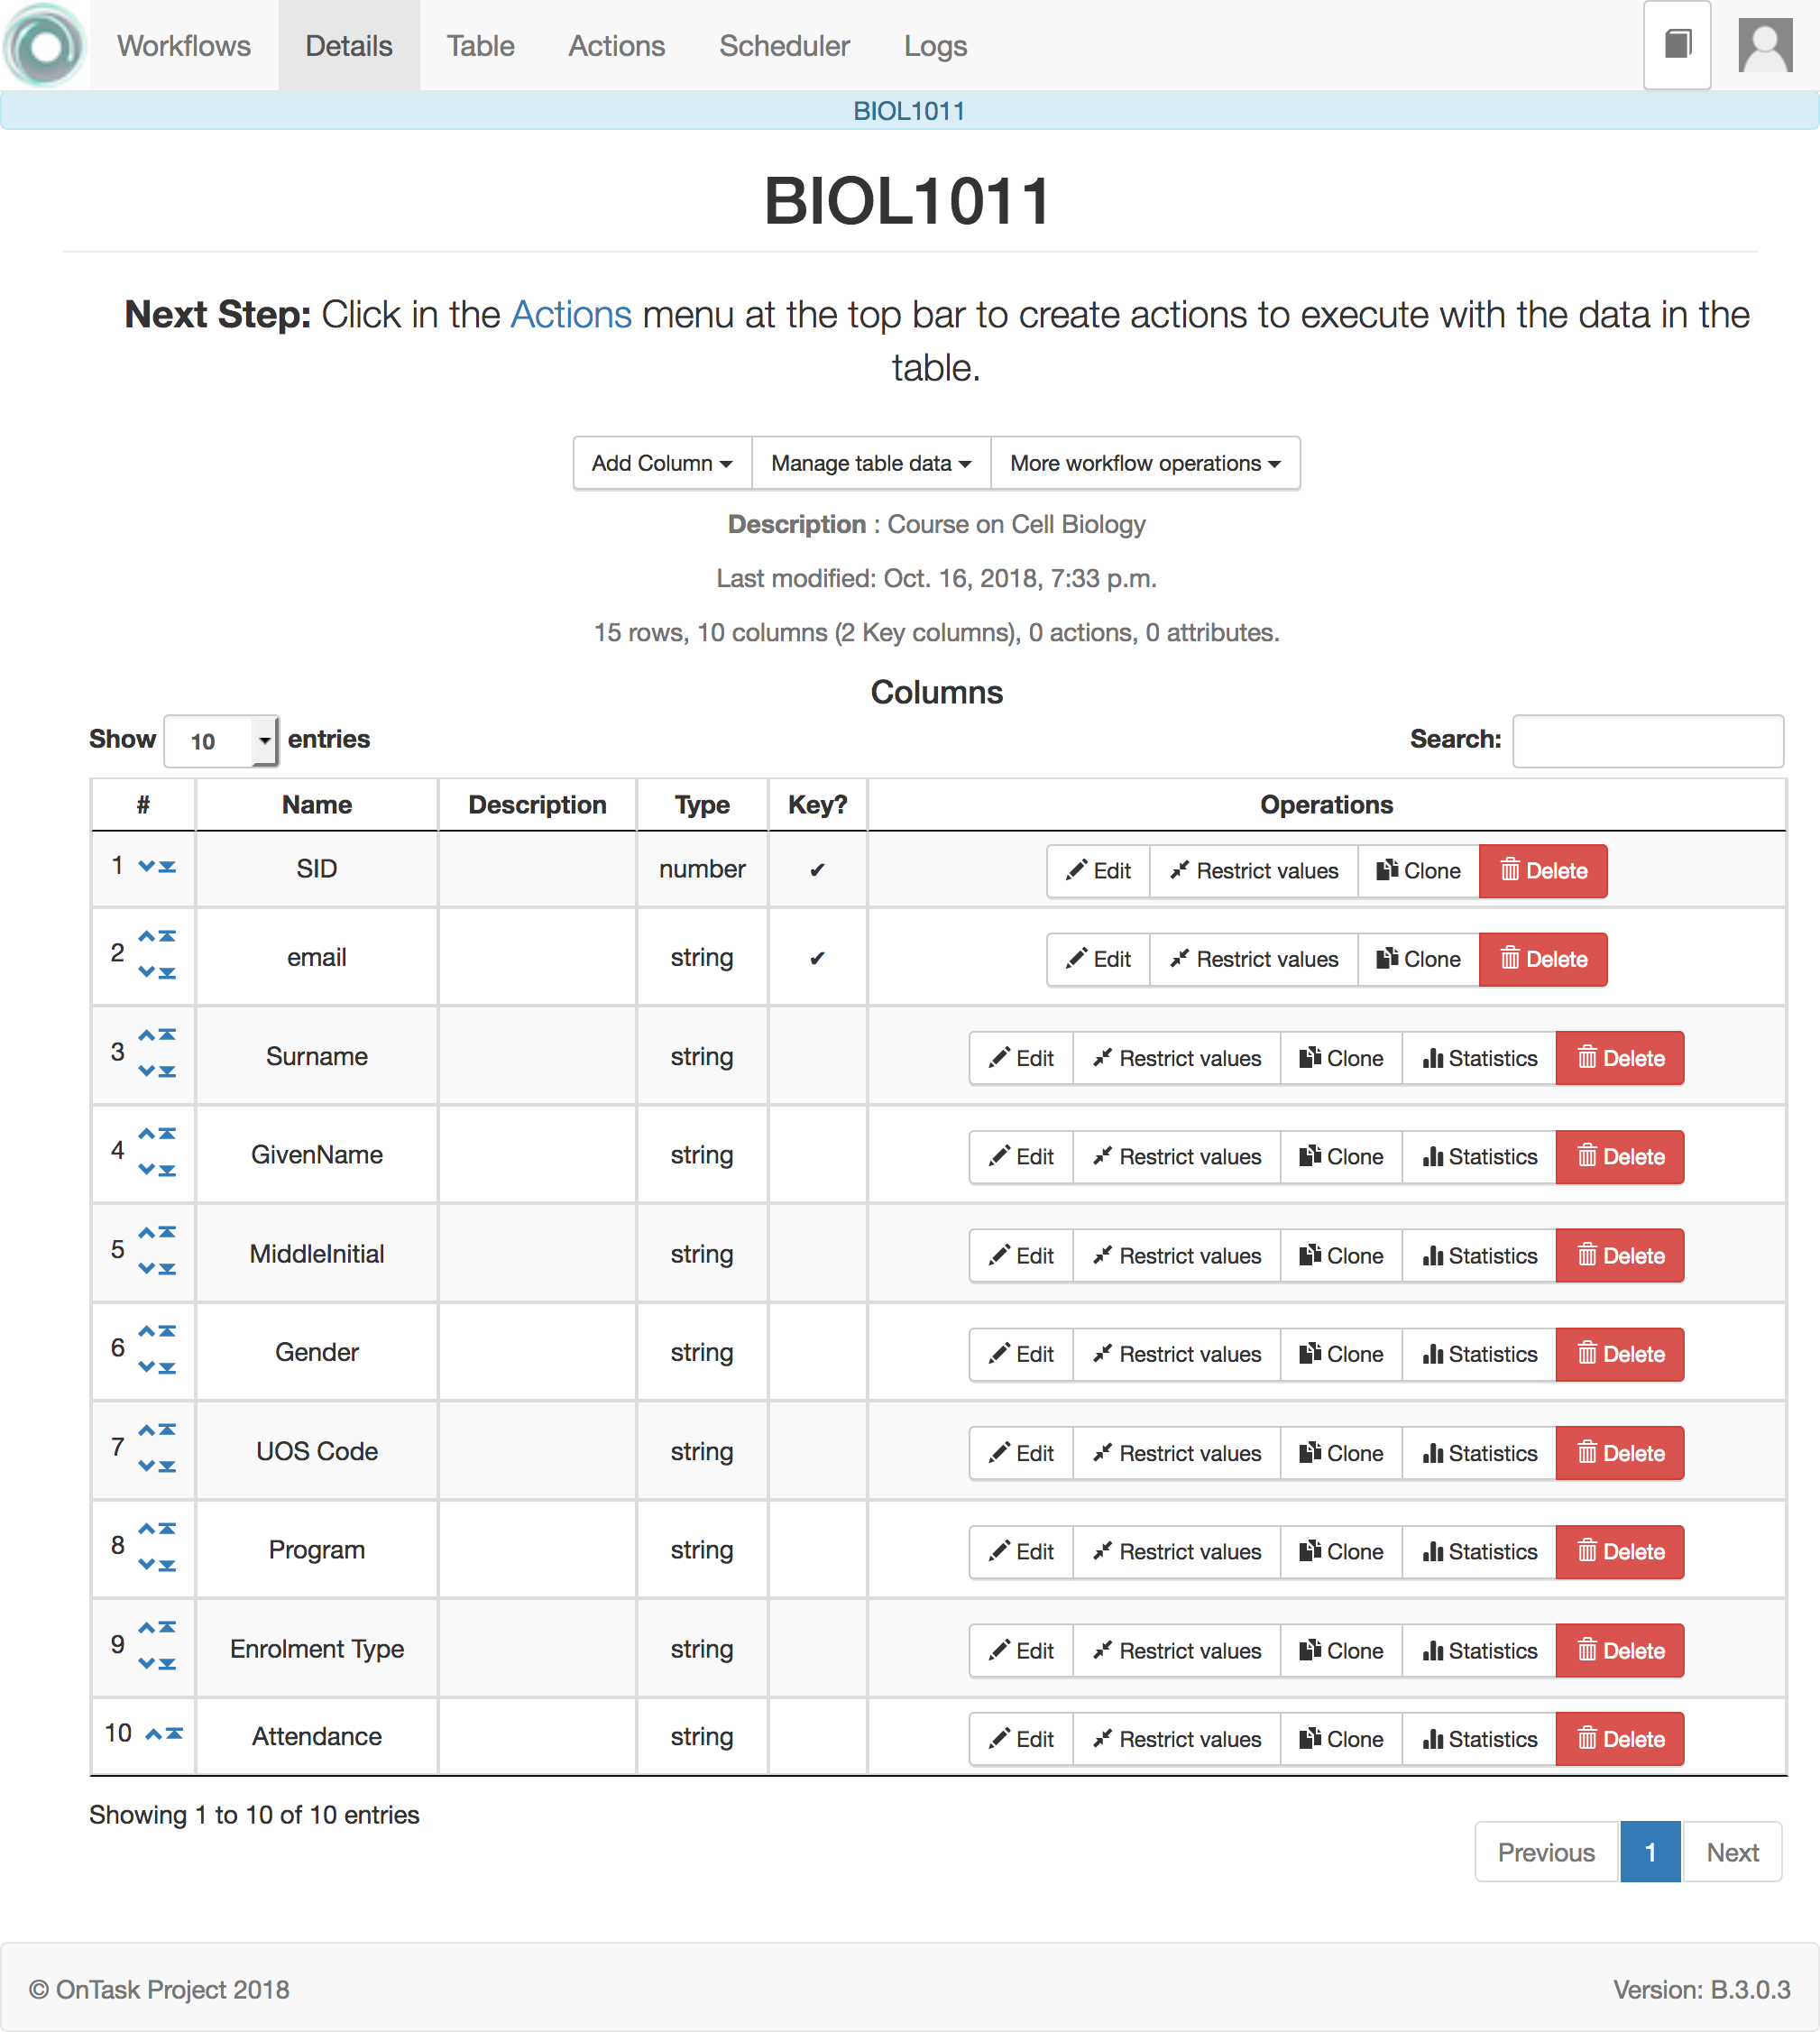 Workflows Details Table Actions Scheduler Logs
BIOL1011
BIOL1011
Next Step: Click in the Actions menu at the top bar to create actions to execute with the data in the
table.
Add Column Manage table data More workflow operations
Description : Course on Cell Biology
Last modified: Oct. 16, 2018, 7:33 p.m.
15 rows, 10 columns (2 Key columns), 0 actions, 0 attributes.
Columns
Show 10 entries Search:
# Name Description Type Key? Operations
1 SID number ✔ Edit Restrict values Clone Delete
2 email string ✔ Edit Restrict values Clone Delete
3 Surname string Edit Restrict values Clone Statistics Delete
4 GivenName string Edit Restrict values Clone Statistics Delete
5 MiddleInitial string Edit Restrict values Clone Statistics Delete
6 Gender string Edit Restrict values Clone Statistics Delete
7 UOS Code string Edit Restrict values Clone Statistics Delete
8 Program string Edit Restrict values Clone Statistics Delete
9 Enrolment Type string Edit Restrict values Clone Statistics Delete
10 Attendance string Edit Restrict values Clone Statistics Delete
Showing 1 to 10 of 10 entries
Previous 1 Next
© OnTask Project 2018 Version: B.3.0.3